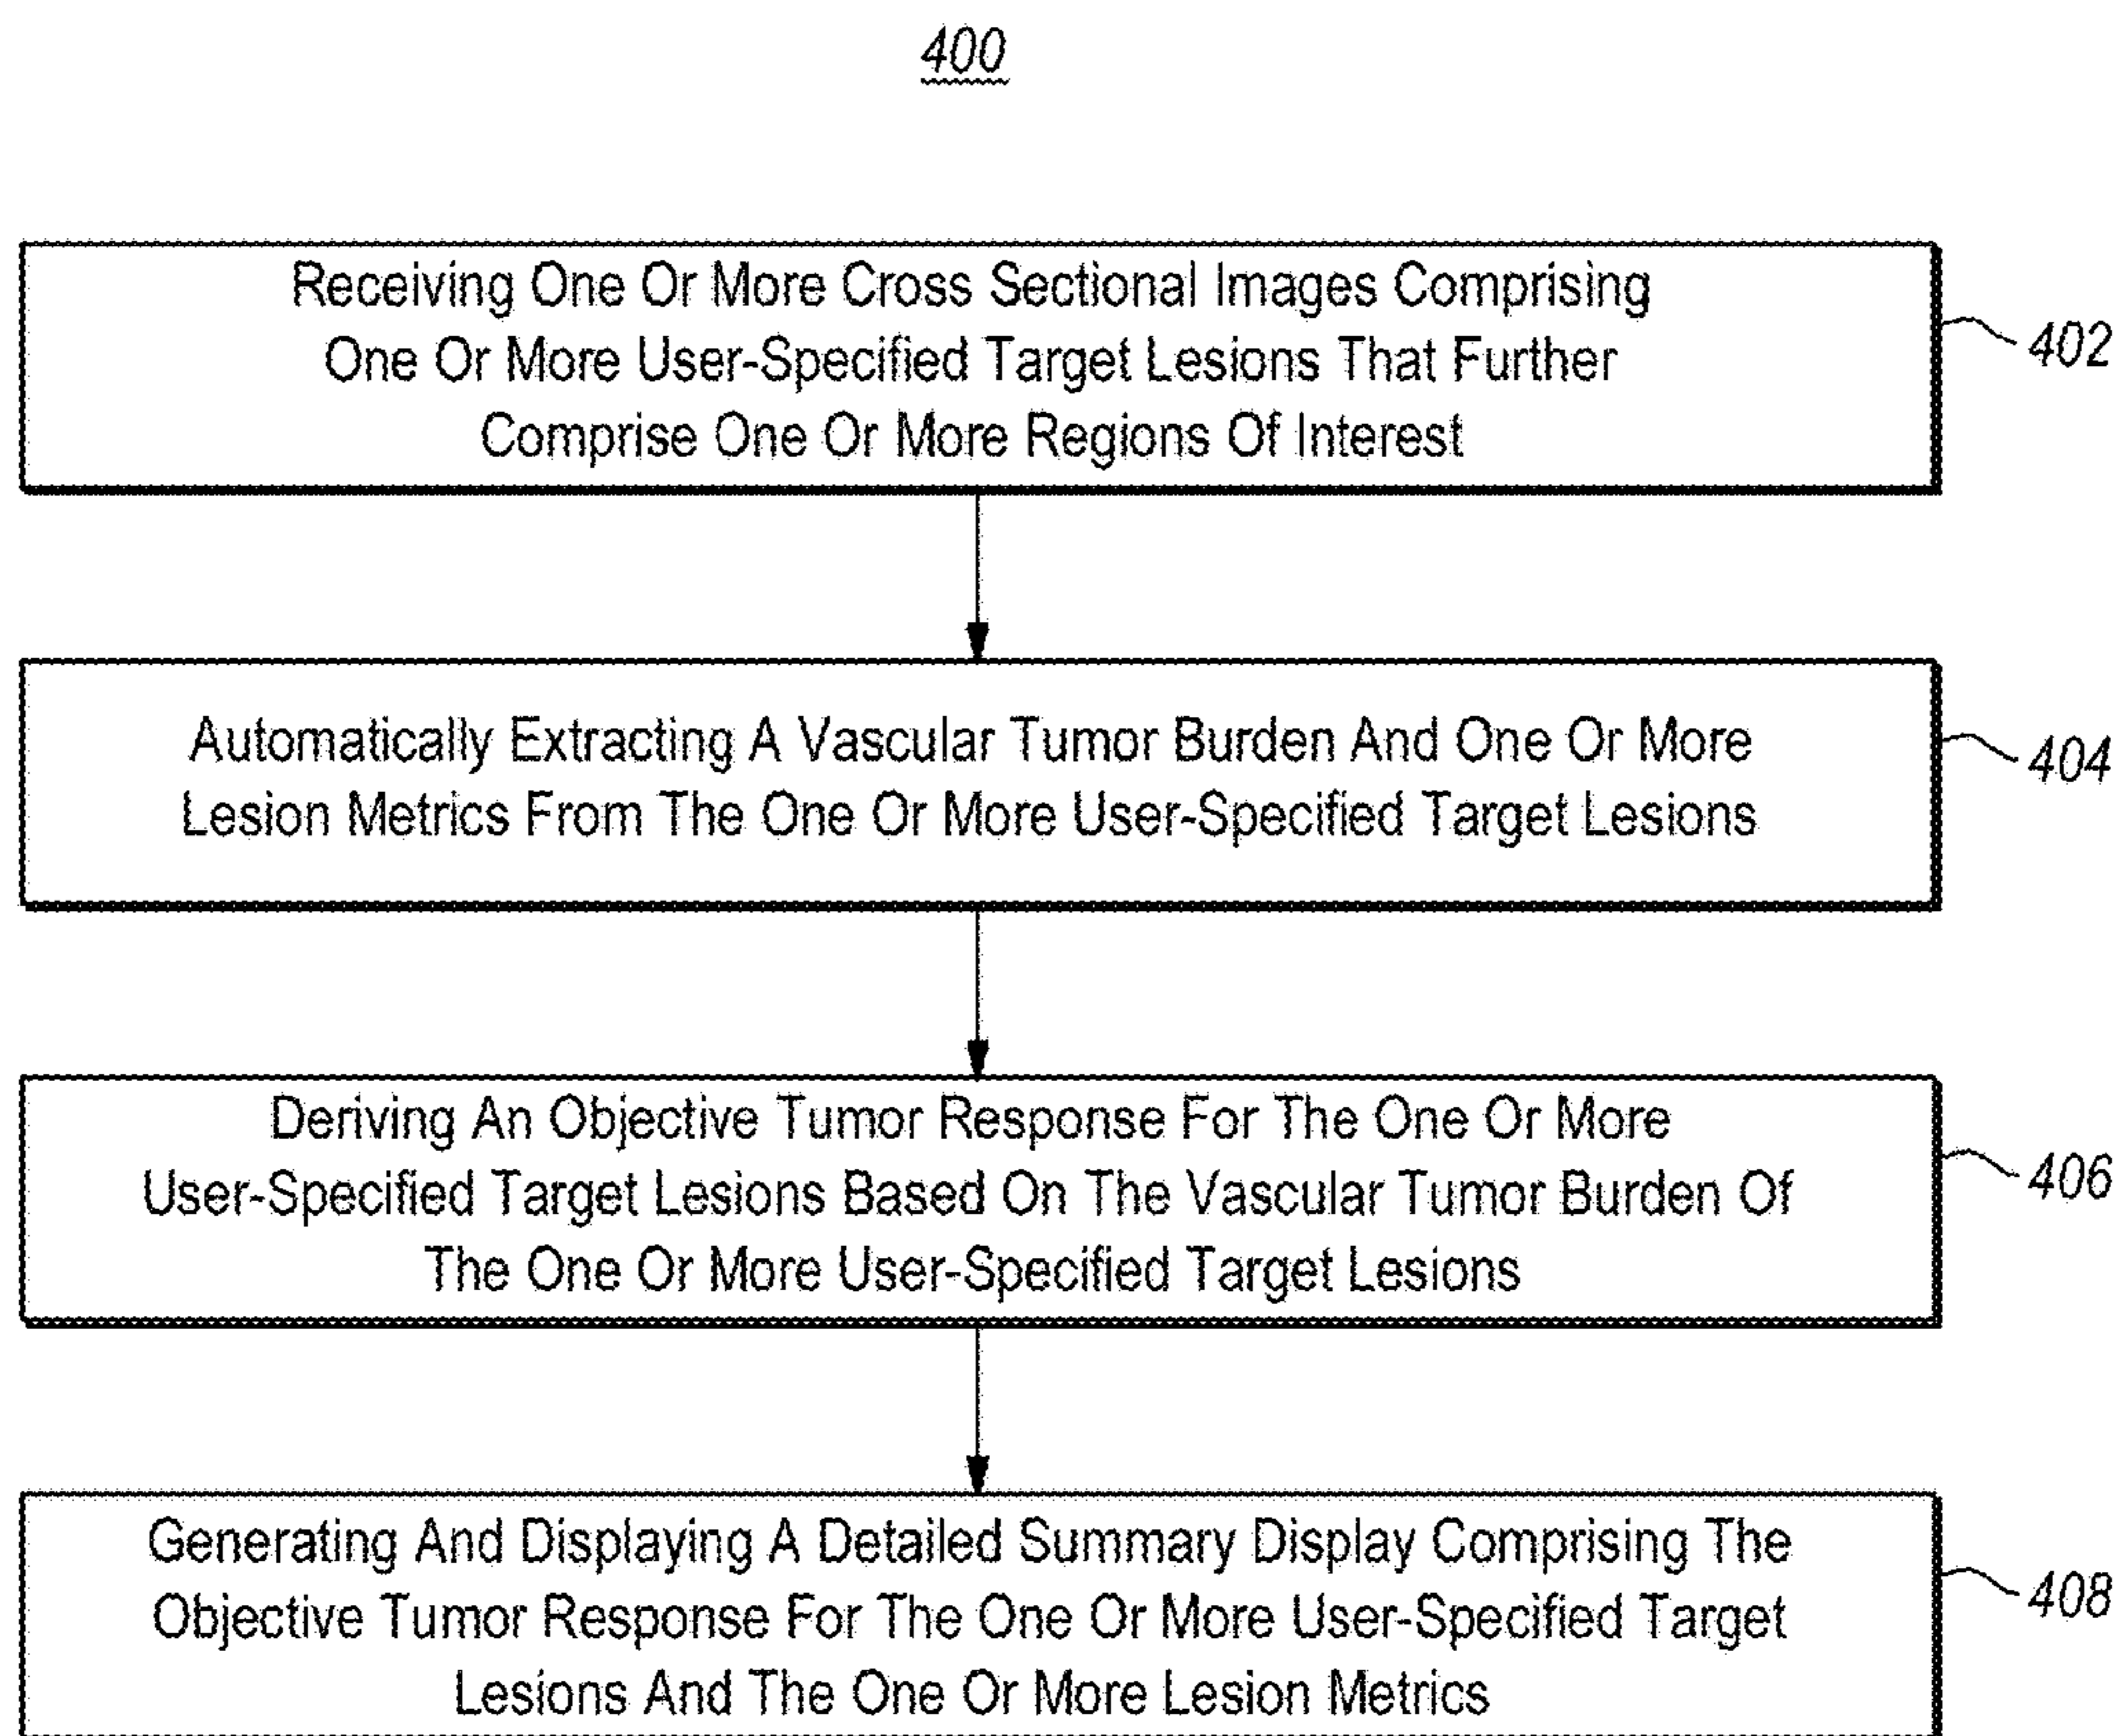 400
Receiving One Or More Cross Sectional Images Comprising
One Or More User-Specified Target Lesions That Further
Comprise One Or More Regions Of Interest
402
Automatically Extracting A Vascular Tumor Burden And One Or More
Lesion Metrics From The One Or More User-Specified Target Lesions
404
Deriving An Objective Tumor Response For The One Or More
User-Specified Target Lesions Based On The Vascular Tumor Burden Of
The One Or More User-Specified Target Lesions
406
Generating And Displaying A Detailed Summary Display Comprising The
Objective Tumor Response For The One Or More User-Specified Target
Lesions And The One Or More Lesion Metrics
408